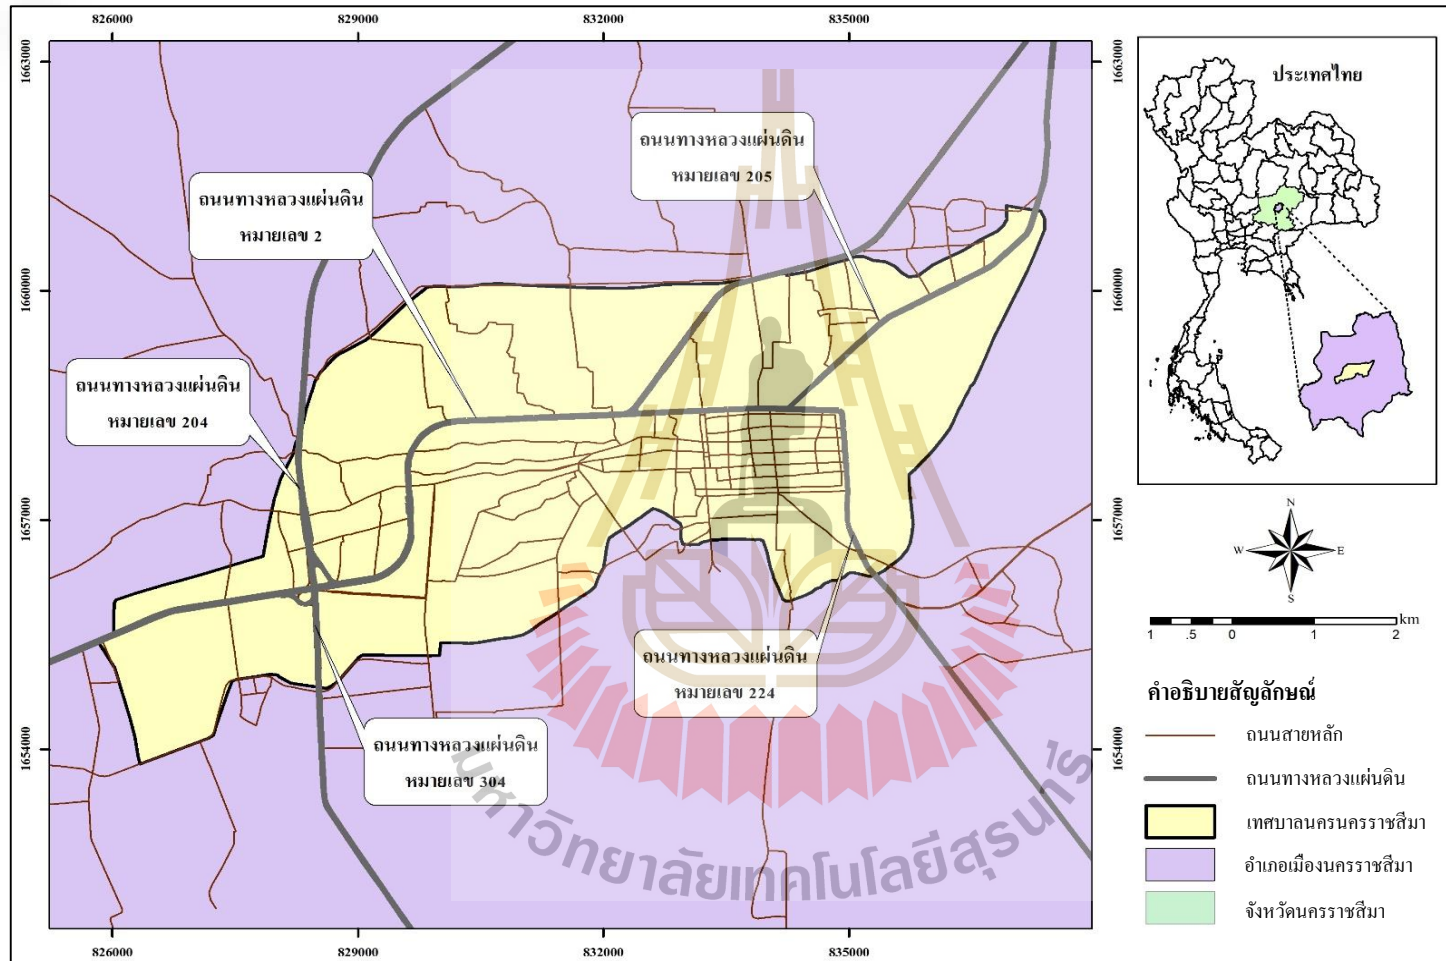 826000
829000
832000
835000
1663000
1660000
1657000
1654000
ถนนทางหลวงแผ่นดิน
หมายเลข 205
ถนนทางหลวงแผ่นดิน
หมายเลข 2
ถนนทางหลวงแผ่นดิน
หมายเลข 204
ถนนทางหลวงแผ่นดิน
หมายเลข 224
ถนนทางหลวงแผ่นดิน
หมายเลข 304
มหาวิทยาลัยเทคโนโลยีสุรนารี
826000
829000
832000
835000
1663000
1660000
1657000
1654000
ประเทศไทย
N
W
E
S
1 .5 0 1 2 km
คำอธิบายสัญลักษณ์
ถนนสายหลัก
ถนนทางหลวงแผ่นดิน
เทศบาลนครนครราชสีมา
อำเภอเมืองนครราชสีมา
จังหวัดนครราชสีมา